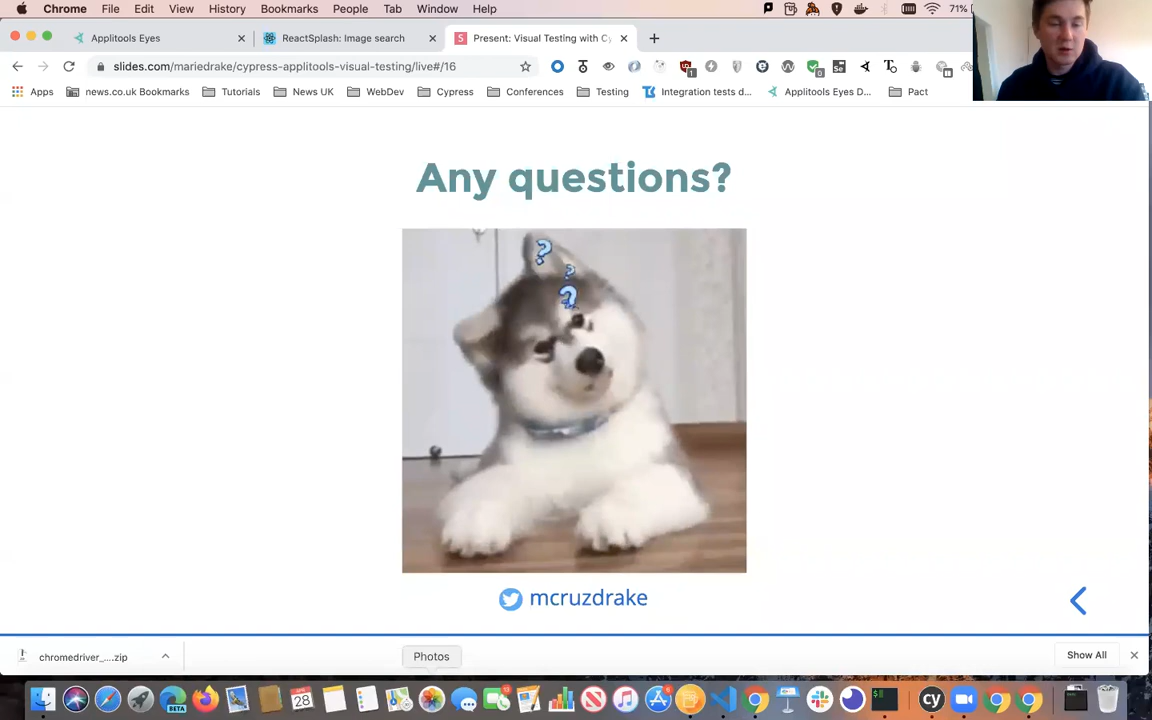 Chrome File Edit View History Bookmarks People Tab Window Help 71%
Applitools Eyes ReactSplash: Image search Present: Visual Testing with Cy
slides.com/mariedrake/cypress-applitools-visual-testing/live#/16
Apps news.co.uk Bookmarks Tutorials News UK WebDev Cypress Conferences Testing Integration tests d... Applitools Eyes D... Pact
Any questions?
? ? ?
mcruzdrake
chromedriver_....zip Photos Show All